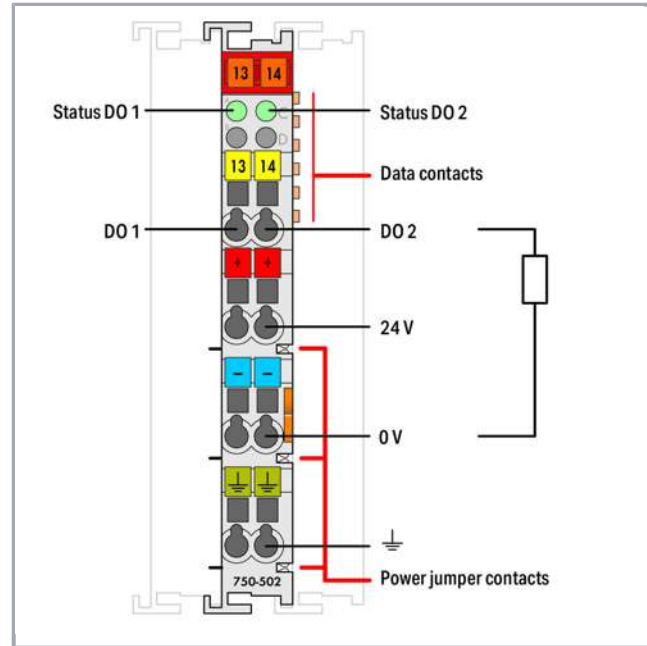 13 14
Status DO 1
A C
Status DO 2
D
13 14
Data contacts
DO 1
DO 2
+ +
24 V
– –
0 V
750-502
Power jumper contacts